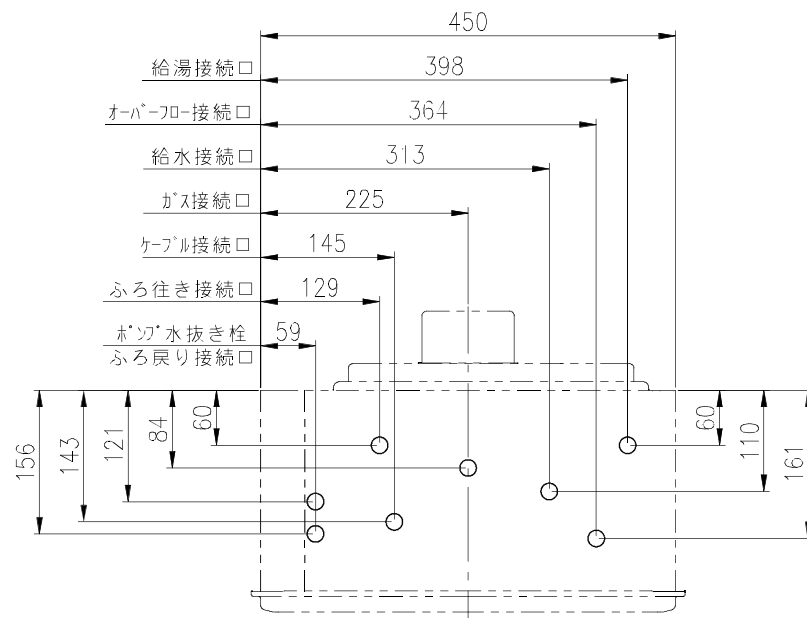 450
給湯接続口 398
オーバーフロー接続口 364
給水接続口 313
ガス接続口 225
ケーブル接続口 145
ふろ往き接続口 129
ポンプ水抜き栓 59
ふろ戻り接続口
156
143
121
84
60
60
110
161